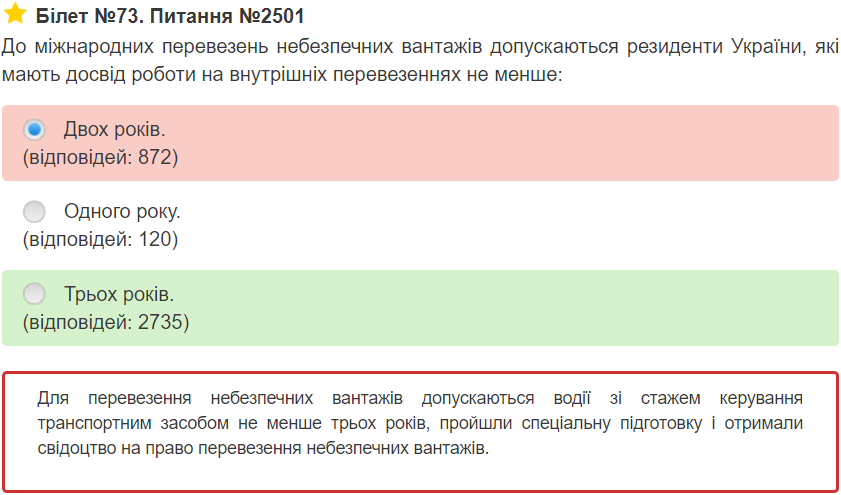 Білет №73. Питання №2501
До міжнародних перевезень небезпечних вантажів допускаються резиденти України, які
мають досвід роботи на внутрішніх перевезеннях не менше:
Двох років.
(відповідей: 872)
Одного року.
(відповідей: 120)
Трьох років.
(відповідей: 2735)
Для перевезення небезпечних вантажів допускаються водії зі стажем керування
транспортним засобом не менше трьох років, пройшли спеціальну підготовку і отримали
свідоцтво на право перевезення небезпечних вантажів.